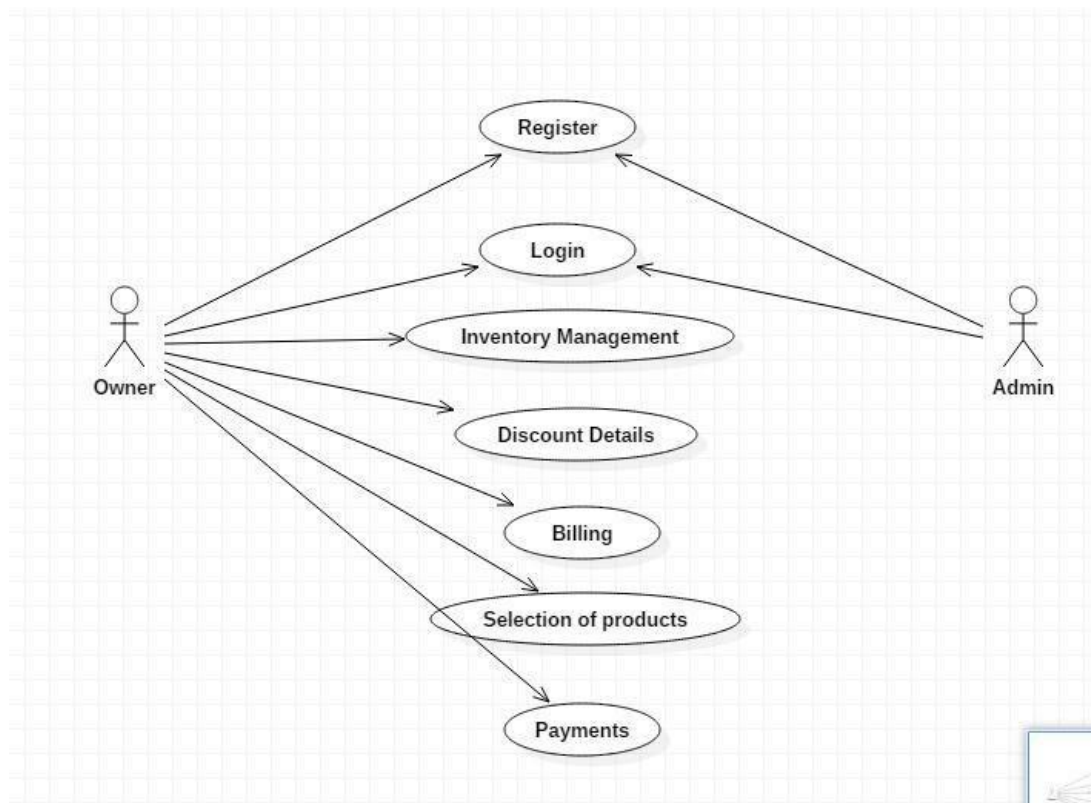 Register
Login
Inventory Management
Owner
Admin
Discount Details
Billing
Selection of products
Payments